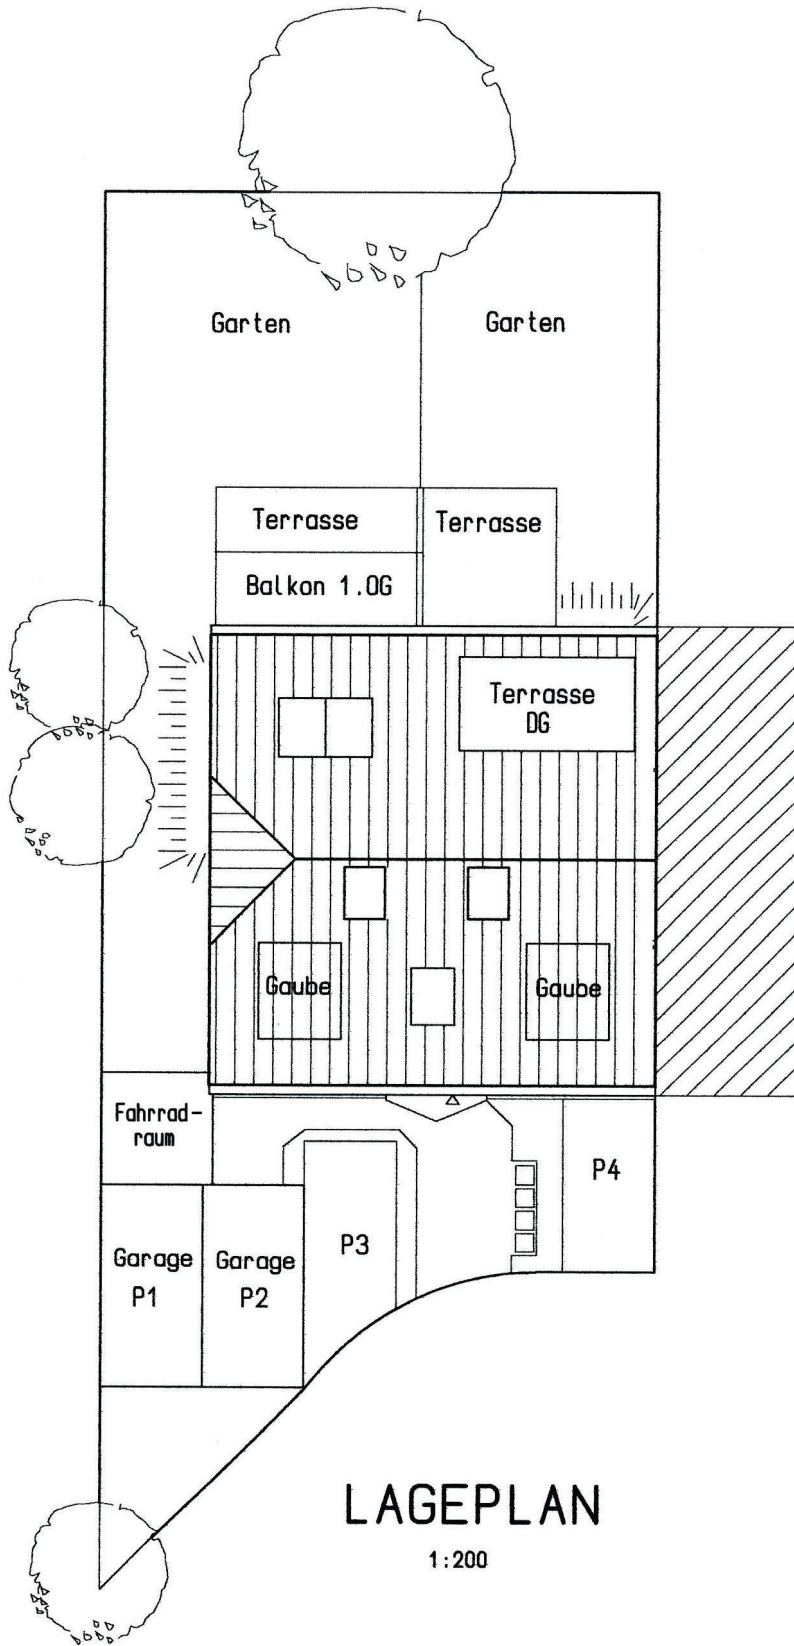 Garten
Garten
Terrasse
Terrasse
Balkon 1.OG
Terrasse
DG
Gaube
Gaube
Fahrrad-
raum
P4
P3
Garage
P1
Garage
P2
LAGEPLAN
1:200